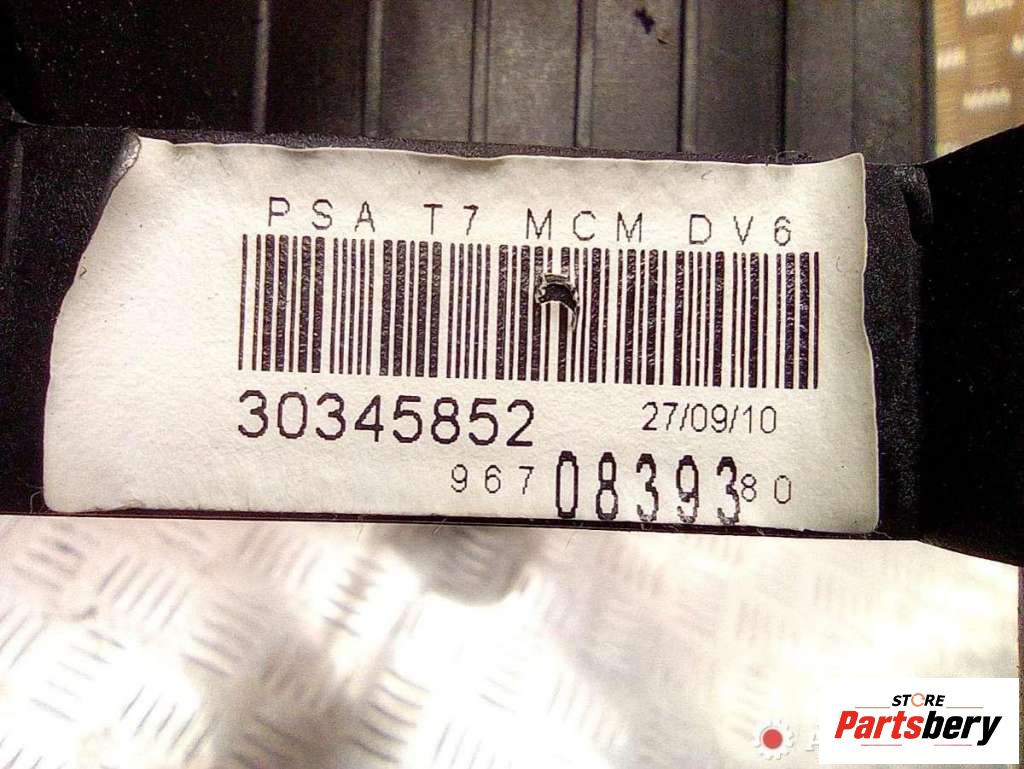 PSA T7 MCM DV6
30345852 27/09/10
967 08393 80
STORE
Partsbery